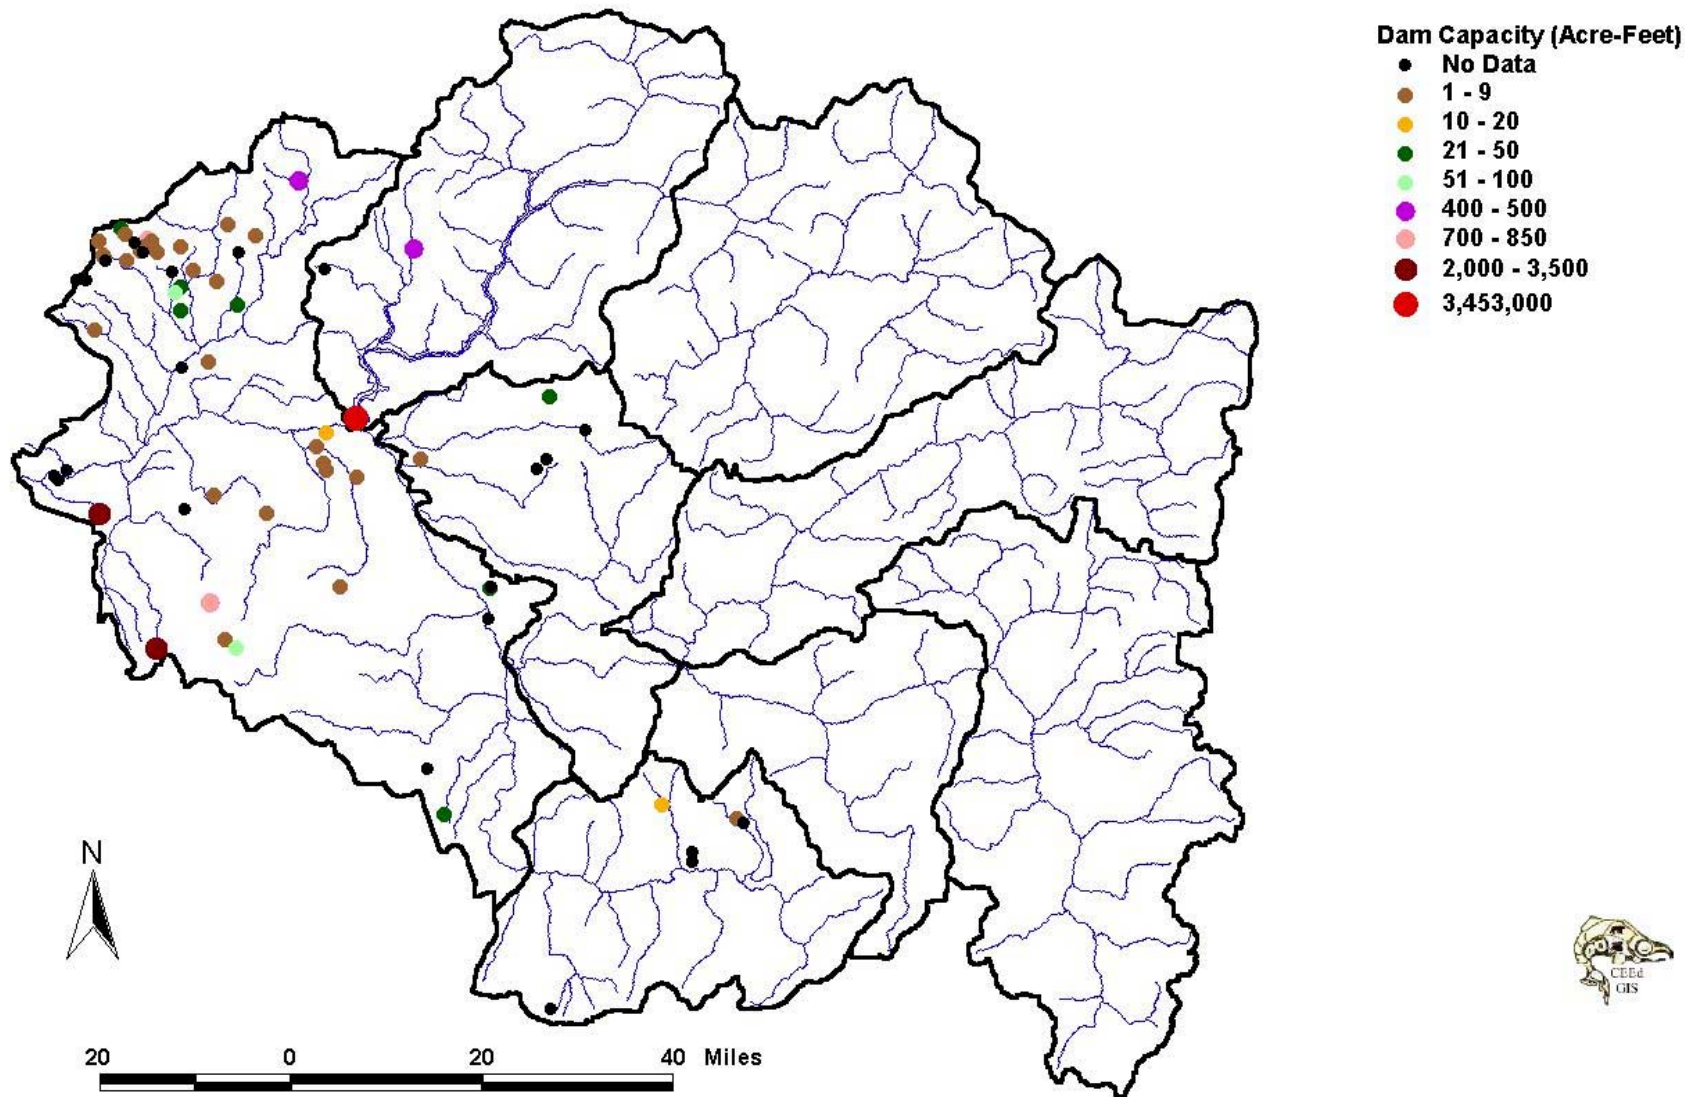 Dam Capacity (Acre-Feet)
No Data
1 - 9
10 - 20
21 - 50
51 - 100
400 - 500
700 - 850
2,000 - 3,500
3,453,000
N
CEEd
GIS
20 0 20 40 Miles